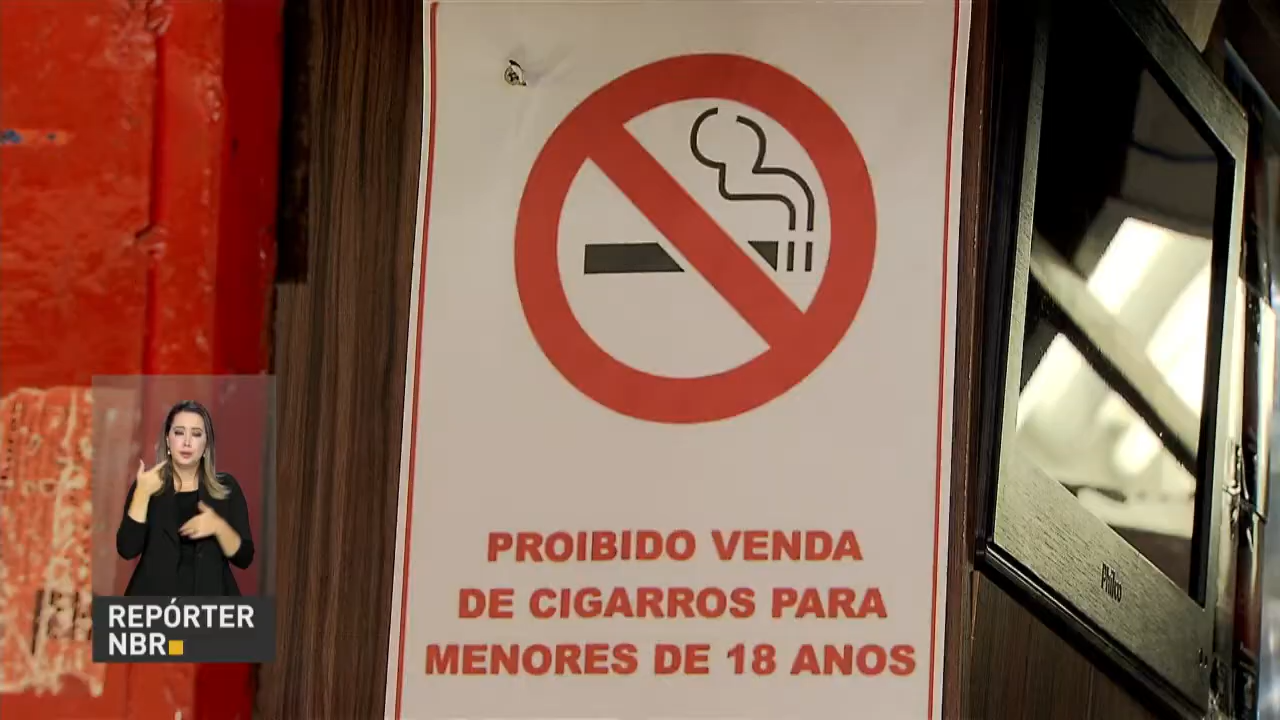 PROIBIDO VENDA
DE CIGARROS PARA
MENORES DE 18 ANOS
Philco
REPÓRTER
NBR